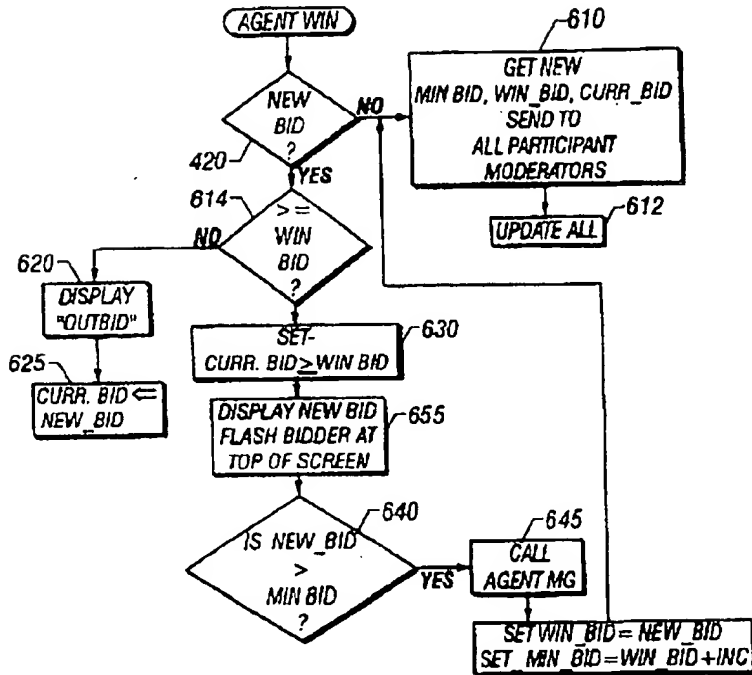 AGENT WIN
610
GET NEW
MIN BID, WIN_BID, CURR_BID
SEND TO
ALL PARTICIPANT
MODERATORS
NEW
BID
?
NO
420
YES
614
>=
WIN
BID
?
NO
612
UPDATE ALL
620
DISPLAY
"OUTBID"
625
CURR. BID ⇐
NEW_BID
SET-
CURR. BID ≥ WIN BID
630
DISPLAY NEW BID
FLASH BIDDER AT
TOP OF SCREEN
655
640
IS NEW_BID
>
MIN BID
?
YES
645
CALL
AGENT MG
SET WIN_BID = NEW_BID
SET_MIN_BID = WIN_BID + INC